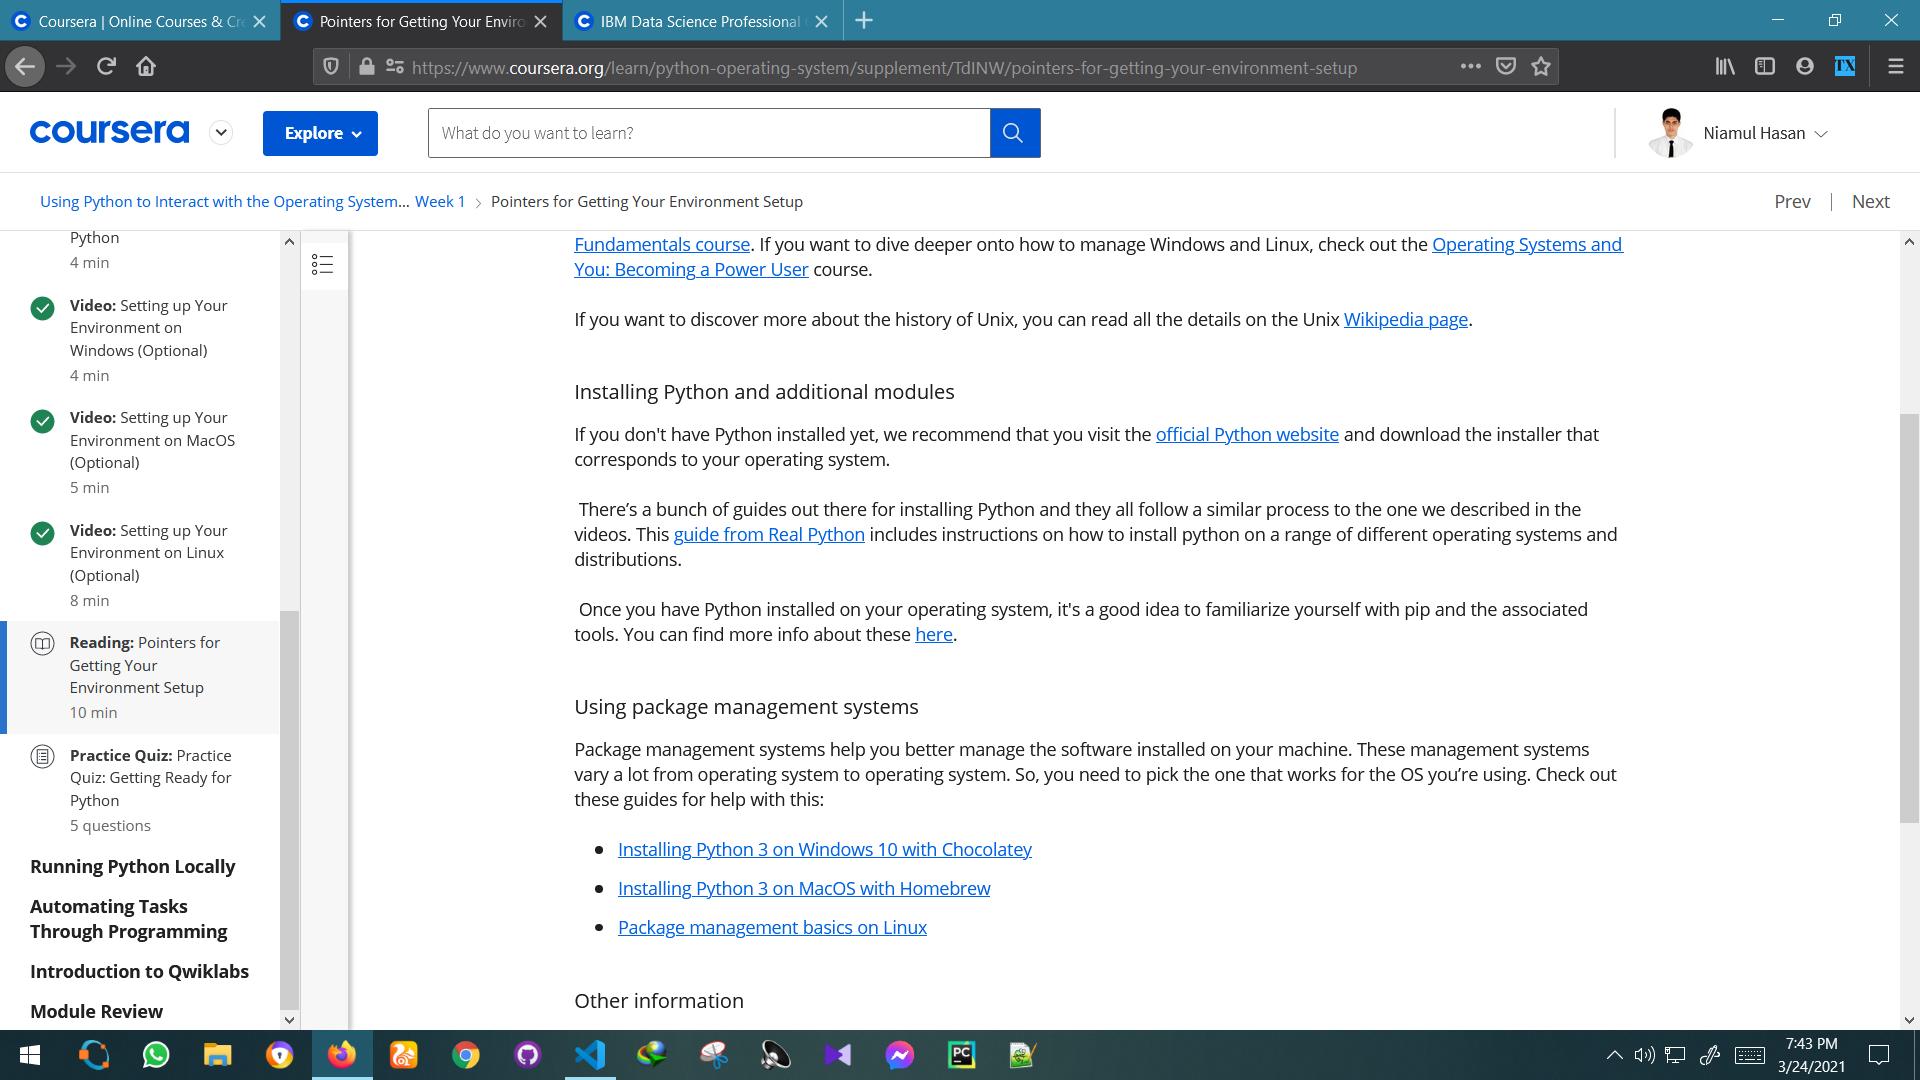 Coursera | Online Courses & Cre
Pointers for Getting Your Enviro
IBM Data Science Professional
https://www.coursera.org/learn/python-operating-system/supplement/TdINW/pointers-for-getting-your-environment-setup
TX
coursera
Explore
What do you want to learn?
Niamul Hasan
Using Python to Interact with the Operating System... Week 1 > Pointers for Getting Your Environment Setup
Prev | Next
Python
4 min
Video: Setting up Your
Environment on
Windows (Optional)
4 min
Video: Setting up Your
Environment on MacOS
(Optional)
5 min
Video: Setting up Your
Environment on Linux
(Optional)
8 min
Reading: Pointers for
Getting Your
Environment Setup
10 min
Practice Quiz: Practice
Quiz: Getting Ready for
Python
5 questions
Running Python Locally
Automating Tasks
Through Programming
Introduction to Qwiklabs
Module Review
Fundamentals course. If you want to dive deeper onto how to manage Windows and Linux, check out the Operating Systems and
You: Becoming a Power User course.
If you want to discover more about the history of Unix, you can read all the details on the Unix Wikipedia page.
Installing Python and additional modules
If you don't have Python installed yet, we recommend that you visit the official Python website and download the installer that
corresponds to your operating system.
There’s a bunch of guides out there for installing Python and they all follow a similar process to the one we described in the
videos. This guide from Real Python includes instructions on how to install python on a range of different operating systems and
distributions.
Once you have Python installed on your operating system, it's a good idea to familiarize yourself with pip and the associated
tools. You can find more info about these here.
Using package management systems
Package management systems help you better manage the software installed on your machine. These management systems
vary a lot from operating system to operating system. So, you need to pick the one that works for the OS you’re using. Check out
these guides for help with this:
• Installing Python 3 on Windows 10 with Chocolatey
• Installing Python 3 on MacOS with Homebrew
• Package management basics on Linux
Other information
PC
7:43 PM
3/24/2021